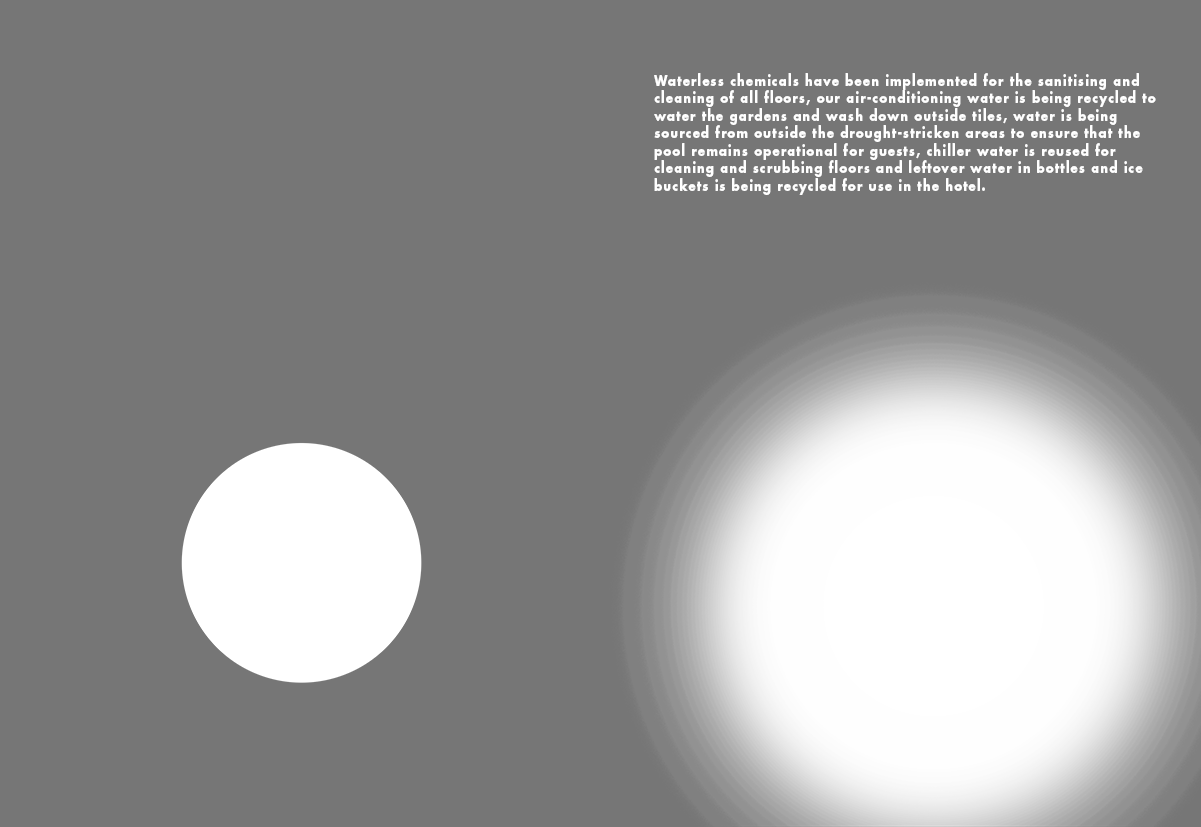 Waterless chemicals have been implemented for the sanitising and
cleaning of all floors, our air-conditioning water is being recycled to
water the gardens and wash down outside tiles, water is being
sourced from outside the drought-stricken areas to ensure that the
pool remains operational for guests, chiller water is reused for
cleaning and scrubbing floors and leftover water in bottles and ice
buckets is being recycled for use in the hotel.